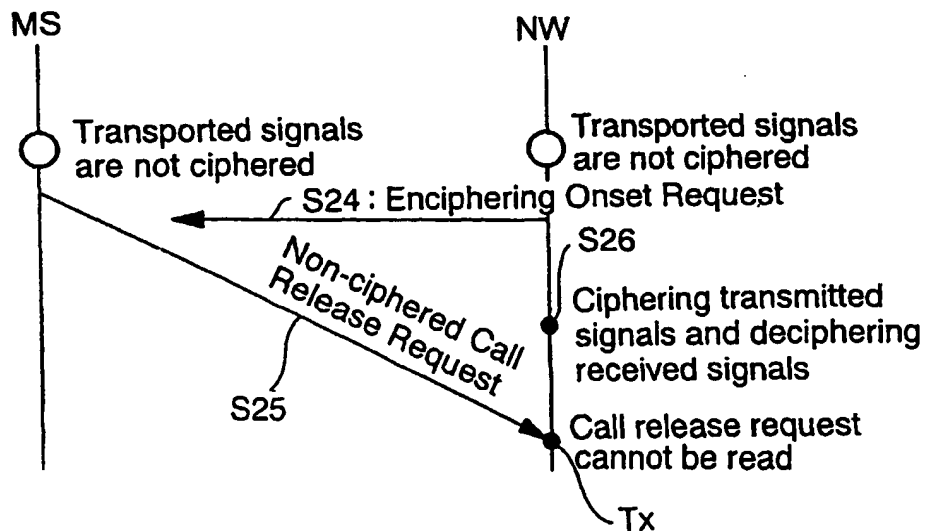 MS
NW
Transported signals
are not ciphered
Transported signals
are not ciphered
S24 : Enciphering Onset Request
S26
Non-ciphered Call
Release Request
Ciphering transmitted
signals and deciphering
received signals
S25
Call release request
cannot be read
Tx